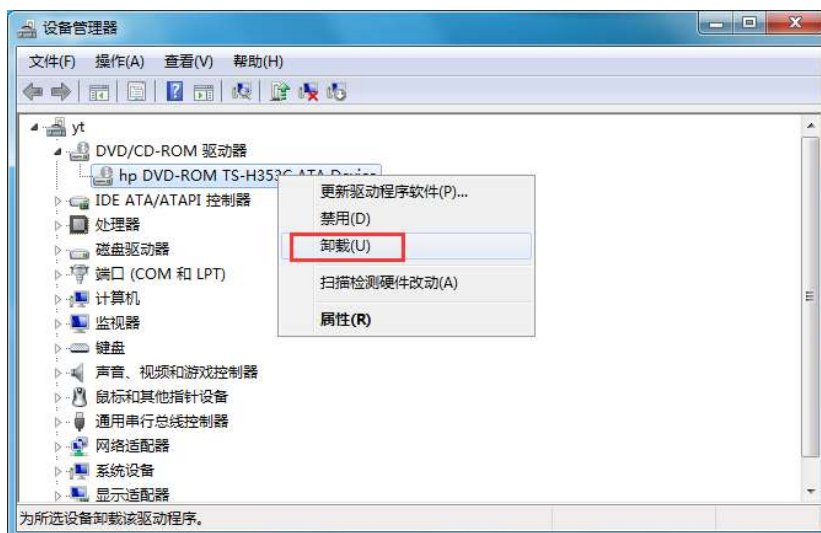 设备管理器
文件(F) 操作(A) 查看(V) 帮助(H)
yt
DVD/CD-ROM 驱动器
hp DVD-ROM TS-H353C ATA Device
更新驱动程序软件(P)...
IDE ATA/ATAPI 控制器
禁用(D)
处理器
卸载(U)
磁盘驱动器
端口 (COM 和 LPT)
扫描检测硬件改动(A)
计算机
监视器
属性(R)
键盘
声音、视频和游戏控制器
鼠标和其他指针设备
通用串行总线控制器
网络适配器
系统设备
显示适配器
为所选设备卸载该驱动程序。